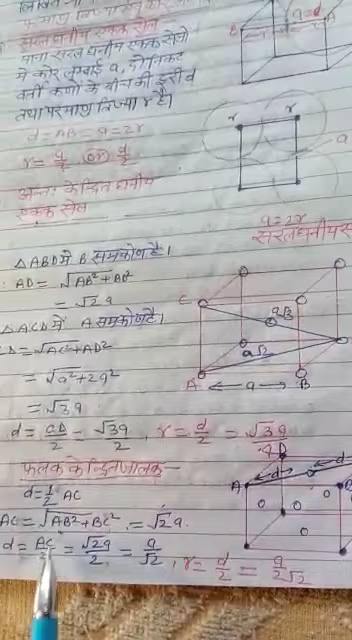 सरल घनीय एकक सेल
माना सरल घनीय एकक सेल
में कोर लम्बाई a, दो निकट
वर्ती कणों के बीच की दूरी d
तथा परमाणु त्रिज्या r है।
d = AB = a = 2r
r = a/2 (or) d/2
अन्तः केन्द्रित घनीय
एकक सेल
a=d
B
A
r
r
a
a=2r
सरल घनीय स
△ABD में B समकोण है।
AD = √AB²+BD²
= √2a
△ACD में A समकोण है।
= √AC²+AD²
= √a²+2a²
= √3a
d = CD/2 = √3a/2, r = d/2 = √3a/4
C
a√3
a√2
A ← a → B
D
फलक केन्द्रित जालक
d = 1/2 AC
AC = √AB²+BC² = √2a.
d = AC/2 = √2a/2 = a/√2, r = d/2 = a/2√2
A
d
d
B